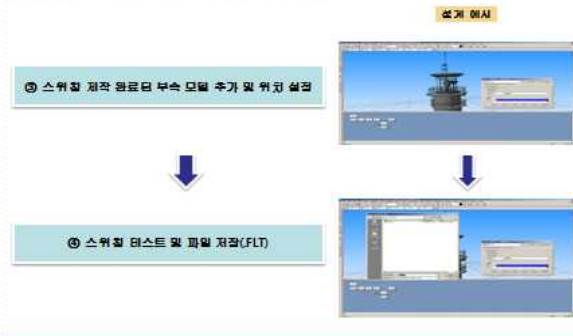 설계 예시
③ 스위칭 제작 완료된 부속 모델 추가 및 위치 설정
④ 스위칭 테스트 및 파일 저장(.FLT)